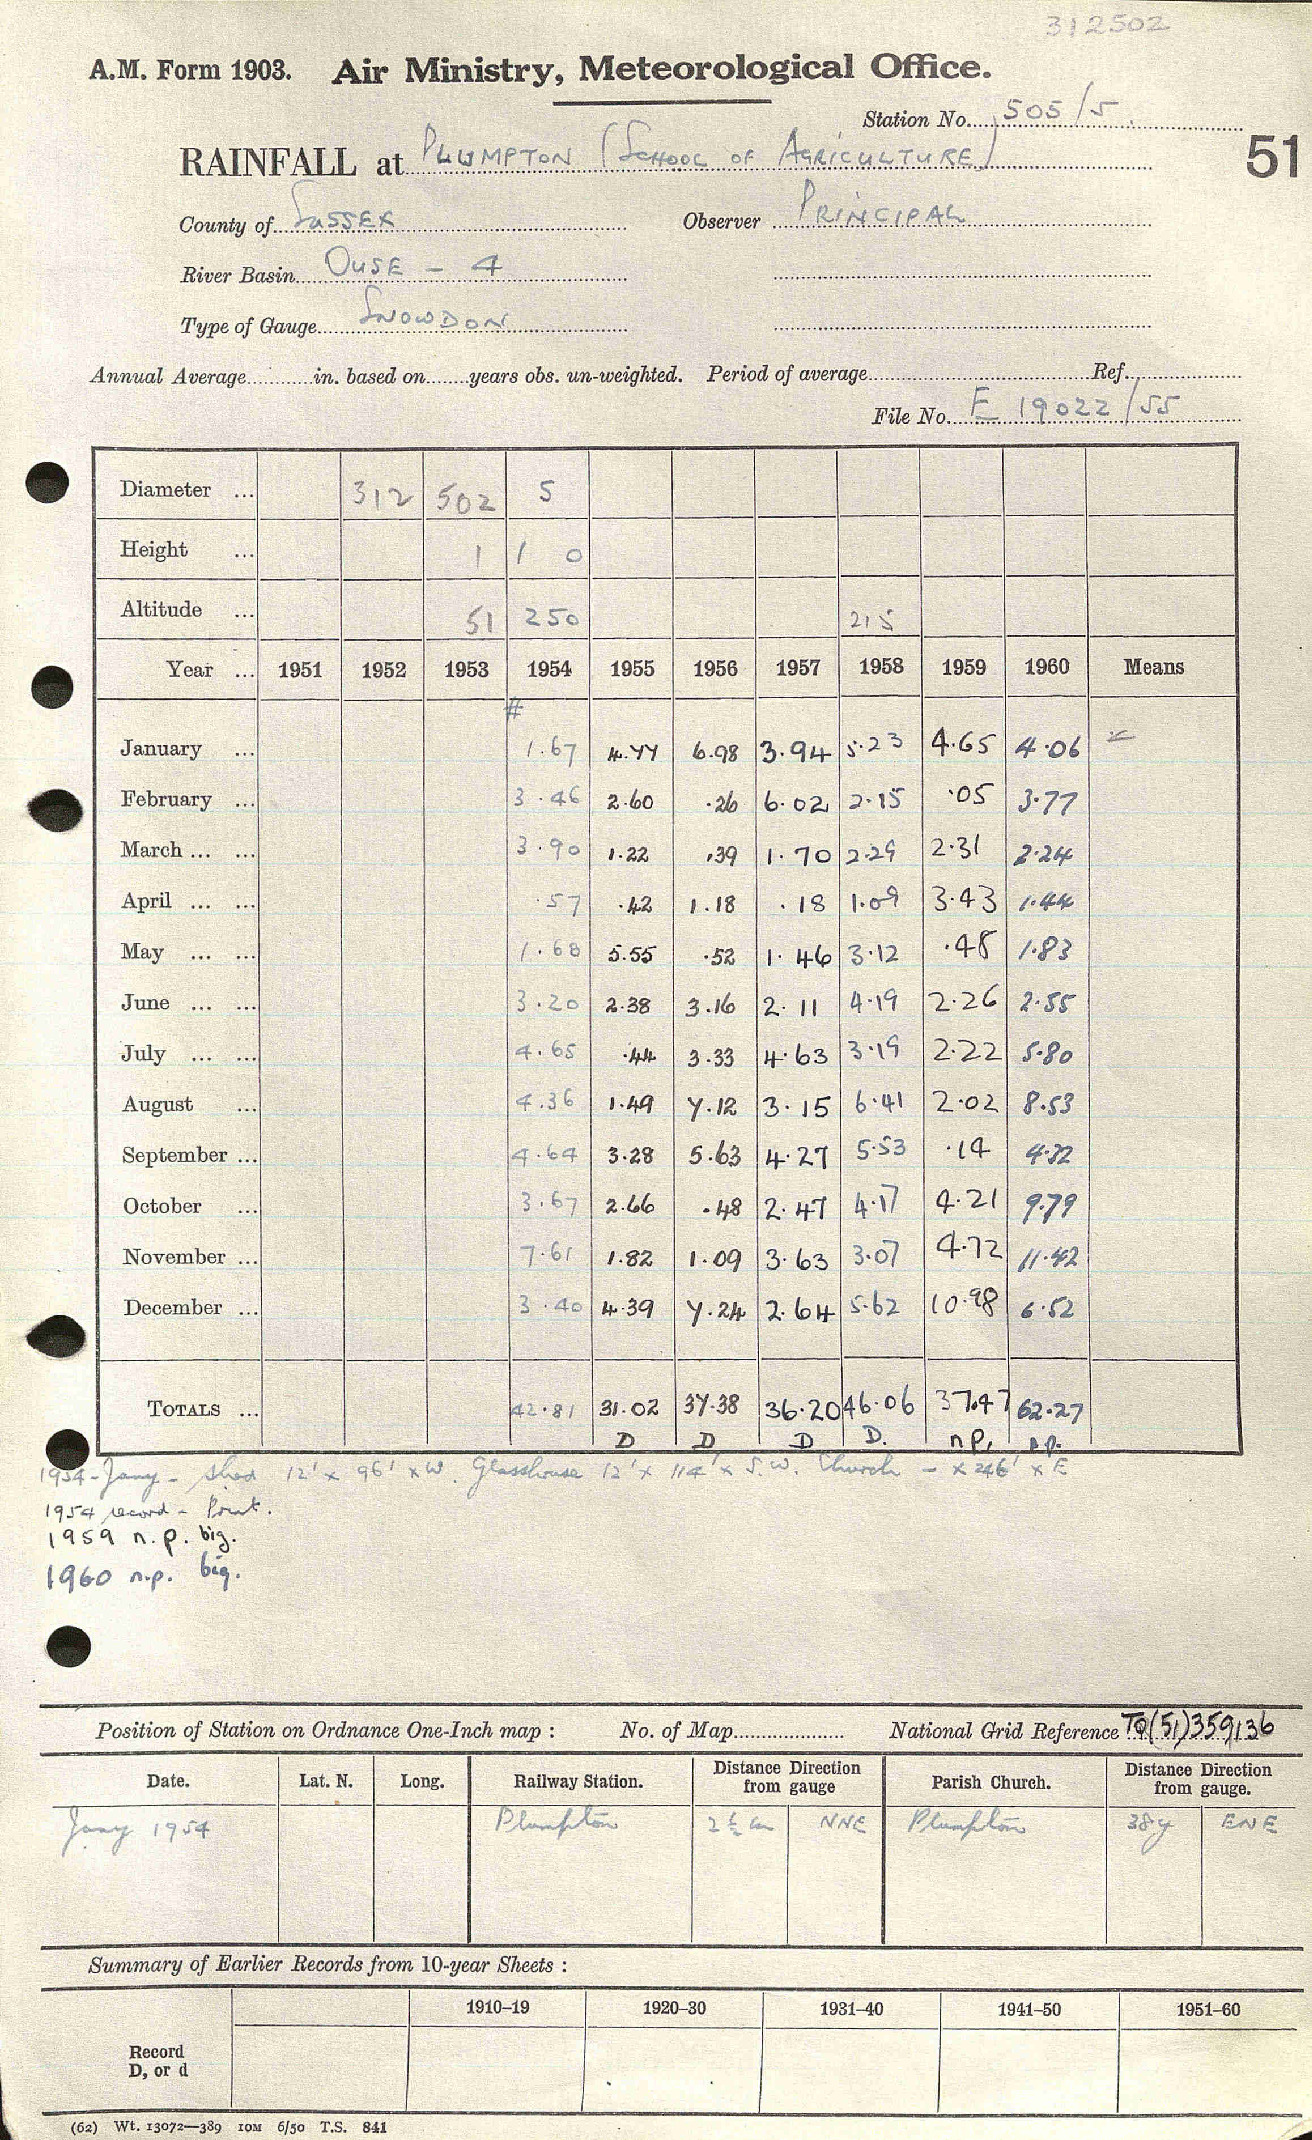 312502
A.M. Form 1903. Air Ministry, Meteorological Office.
Station No. 505/5.
RAINFALL at PLUMPTON (SCHOOL OF AGRICULTURE) 51
County of SUSSEX Observer PRINCIPAL
River Basin OUSE - 4
Type of Gauge SNOWDON
Annual Average in. based on years obs. un-weighted. Period of average Ref.
File No. E 19022/55
Diameter ... 312 502 5
Height ... 1 1 0
Altitude ... 51 250 215
Year ... 1951 1952 1953 1954 1955 1956 1957 1958 1959 1960 Means
#
January ... 1.67 4.77 6.98 3.94 5.23 4.65 4.06
February ... 3.46 2.60 .26 6.02 2.15 .05 3.77
March ... ... 3.90 1.22 .39 1.70 2.29 2.31 2.24
April ... ... .57 .42 1.18 .18 1.09 3.43 1.44
May ... ... 1.68 5.55 .52 1.46 3.12 .48 1.83
June ... ... 3.20 2.38 3.16 2.11 4.19 2.26 2.55
July ... ... 4.65 .44 3.33 4.63 3.19 2.22 5.80
August ... 4.36 1.49 7.12 3.15 6.41 2.02 8.53
September ... 4.64 3.28 5.63 4.27 5.53 .14 4.32
October ... 3.67 2.66 .48 2.47 4.17 4.21 9.79
November ... 7.61 1.82 1.09 3.63 3.07 4.72 11.42
December ... 3.40 4.39 7.24 2.64 5.62 10.98 6.52
TOTALS ... 42.81 31.02 37.38 36.20 46.06 37.47 62.27
D D D D. n.p. n.p.
1954 - Jany - Shed 12' x 96' x W. Glasshouse 12' x 114' x S.W. Church - x 246' x E
1954 record - Print.
1959 n.p. big.
1960 n.p. big.
Position of Station on Ordnance One-Inch map : No. of Map National Grid Reference TQ(51)359136
Date. Lat. N. Long. Railway Station. Distance Direction from gauge Parish Church. Distance Direction from gauge.
Jany 1954 Plumpton 2½ m NNE Plumpton 38y ENE
Summary of Earlier Records from 10-year Sheets :
1910–19 1920–30 1931–40 1941–50 1951–60
Record
D, or d
(62) Wt. 13072—389 10M 6/50 T.S. 841